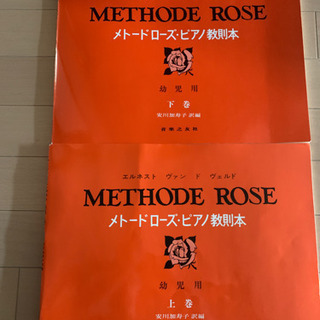 METHODE ROSE
メトードローズ・ピアノ教則本
幼児用
下巻
安川加寿子訳編
音楽之友社
エルネスト ヴァン ド ヴェルド
METHODE ROSE
メトードローズ・ピアノ教則本
幼児用
上巻
安川加寿子訳編